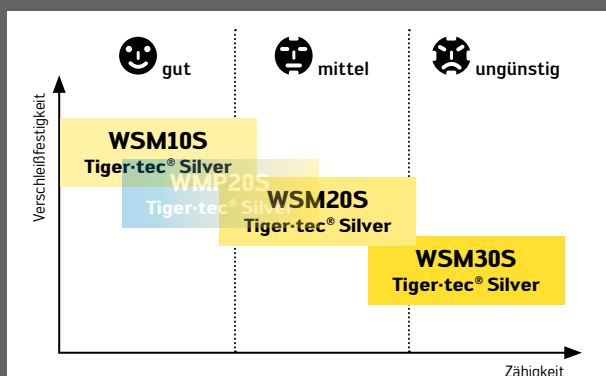 gut
mittel
ungünstig
Verschleißfestigkeit
WSM10S
Tiger·tec® Silver
WMP20S
Tiger·tec® Silver
WSM20S
Tiger·tec® Silver
WSM30S
Tiger·tec® Silver
Zähigkeit